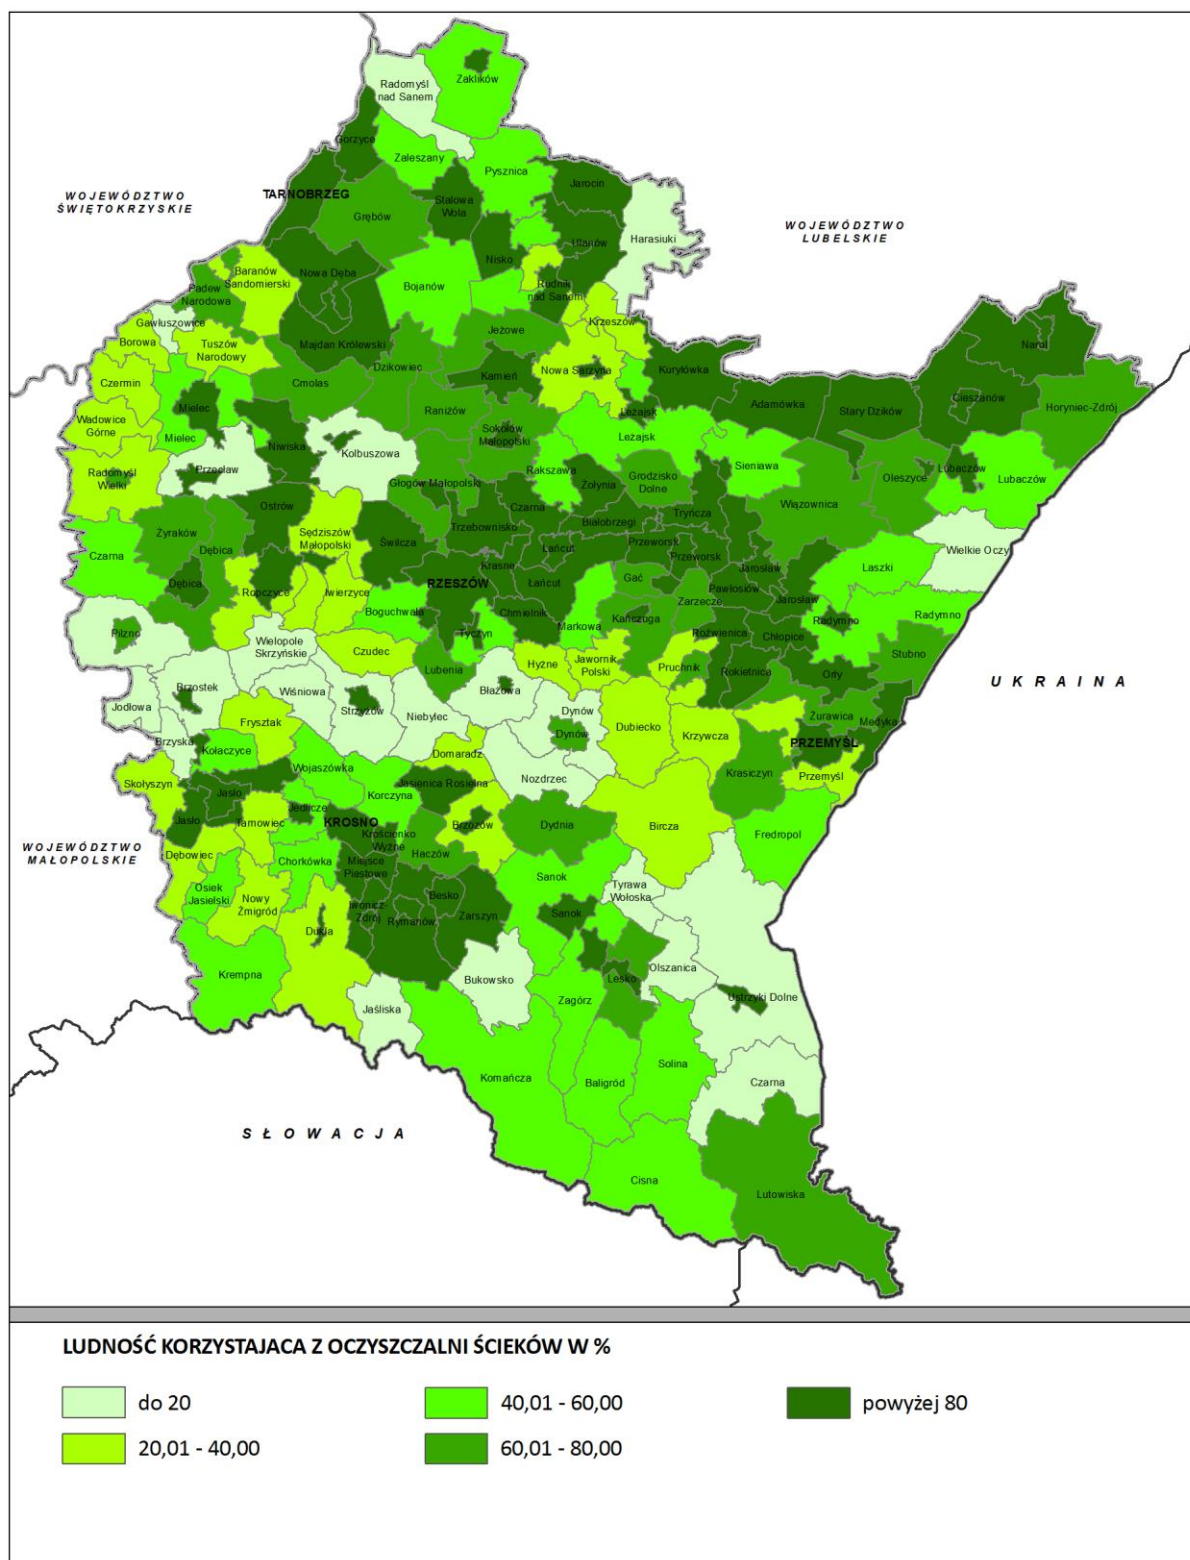 Zaklików
Radomyśl
nad Sanem
Gorzyce
Zaleszany
Pysznica
Jarocin
WOJEWÓDZTWO
ŚWIĘTOKRZYSKIE
TARNOBRZEG
Stalowa
Wola
Grębów
WOJEWÓDZTWO
LUBELSKIE
Harasiuki
Ulanów
Nisko
Nowa Dęba
Baranów
Sandomierski
Bojanów
Rudnik
nad Sanem
Padew
Narodowa
Gawłuszowice
Krzeszów
Jeżowe
Borowa
Tuszów
Narodowy
Majdan Królewski
Dzikowiec
Narol
Kamień
Nowa Sarzyna
Kuryłówka
Czermin
Cmolas
Cieszanów
Adamówka
Stary Dzików
Horyniec-Zdrój
Mielec
Raniżów
Leżajsk
Wadowice
Górne
Sokołów
Małopolski
Mielec
Niwiska
Leżajsk
Kolbuszowa
Sieniawa
Przecław
Rakszawa
Lubaczów
Radomyśl
Wielki
Oleszyce
Grodzisko
Dolne
Lubaczów
Głogów Małopolski
Żołynia
Ostrów
Czarna
Wiązownica
Tryńcza
Sędziszów
Małopolski
Trzebownisko
Białobrzegi
Żyraków
Świlcza
Przeworsk
Dębica
Łańcut
Wielkie Oczy
Czarna
Przeworsk
Krasne
Jarosław
Laszki
Dębica
RZESZÓW
Łańcut
Gać
Pawłosiów
Ropczyce
Iwierzyce
Jarosław
Zarzecze
Boguchwała
Chmielnik
Radymno
Kańczuga
Radymno
Markowa
Pilzno
Tyczyn
Roźwienica
Chłopice
Wielopole
Skrzyńskie
Czudec
Stubno
Hyżne
Jawornik
Polski
Pruchnik
Lubenia
Rokietnica
Orły
Brzostek
Wiśniowa
Błażowa
UKRAINA
Jodłowa
Strzyżów
Niebylec
Dynów
Żurawica
Frysztak
Medyka
Dubiecko
Dynów
Krzywcza
Brzyska
PRZEMYŚL
Kołaczyce
Domaradz
Wojaszówka
Krasiczyn
Przemyśl
Nozdrzec
Skołyszyn
Jasienica Rosielna
Jasło
Korczyna
Jedlicze
Jasło
Tarnowiec
KROSNO
Brzozów
Dydnia
Bircza
Krościenko
Wyżne
Fredropol
WOJEWÓDZTWO
MAŁOPOLSKIE
Dębowiec
Chorkówka
Haczów
Miejsce
Piastowe
Sanok
Osiek
Jasielski
Tyrawa
Wołoska
Nowy
Żmigród
Besko
Iwonicz-
Zdrój
Zarszyn
Sanok
Rymanów
Dukla
Olszanica
Krempna
Bukowsko
Lesko
Zagórz
Ustrzyki Dolne
Jaśliska
Solina
Komańcza
Baligród
Czarna
SŁOWACJA
Cisna
Lutowiska
LUDNOŚĆ KORZYSTAJACA Z OCZYSZCZALNI ŚCIEKÓW W %
do 20
40,01 - 60,00
powyżej 80
20,01 - 40,00
60,01 - 80,00